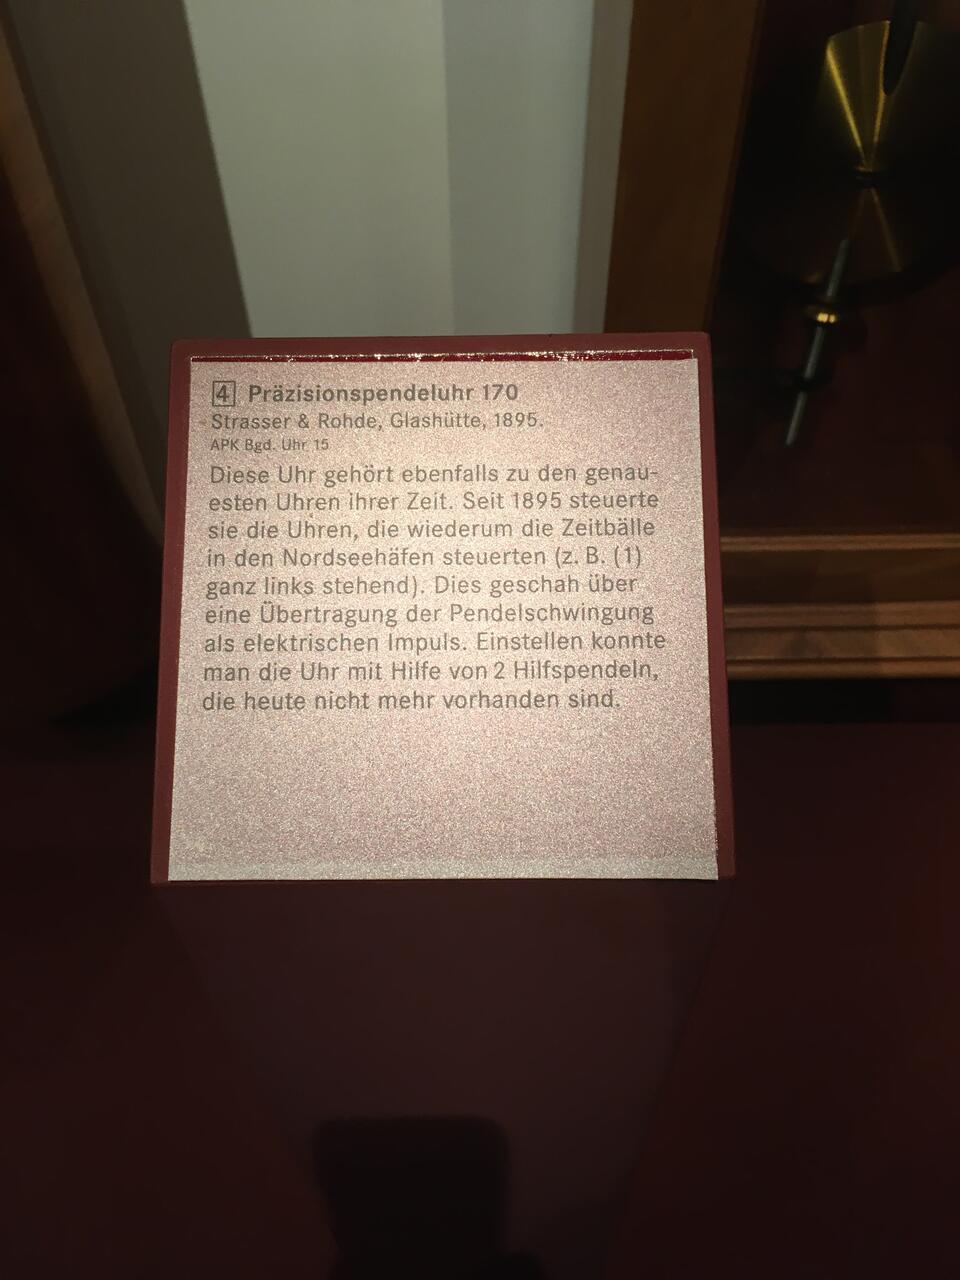 4 Präzisionspendeluhr 170
Strasser & Rohde, Glashütte, 1895.
APK Bgd. Uhr 15
Diese Uhr gehört ebenfalls zu den genau-
esten Uhren ihrer Zeit. Seit 1895 steuerte
sie die Uhren, die wiederum die Zeitbälle
in den Nordseehäfen steuerten (z. B. (1)
ganz links stehend). Dies geschah über
eine Übertragung der Pendelschwingung
als elektrischen Impuls. Einstellen konnte
man die Uhr mit Hilfe von 2 Hilfspendeln,
die heute nicht mehr vorhanden sind.